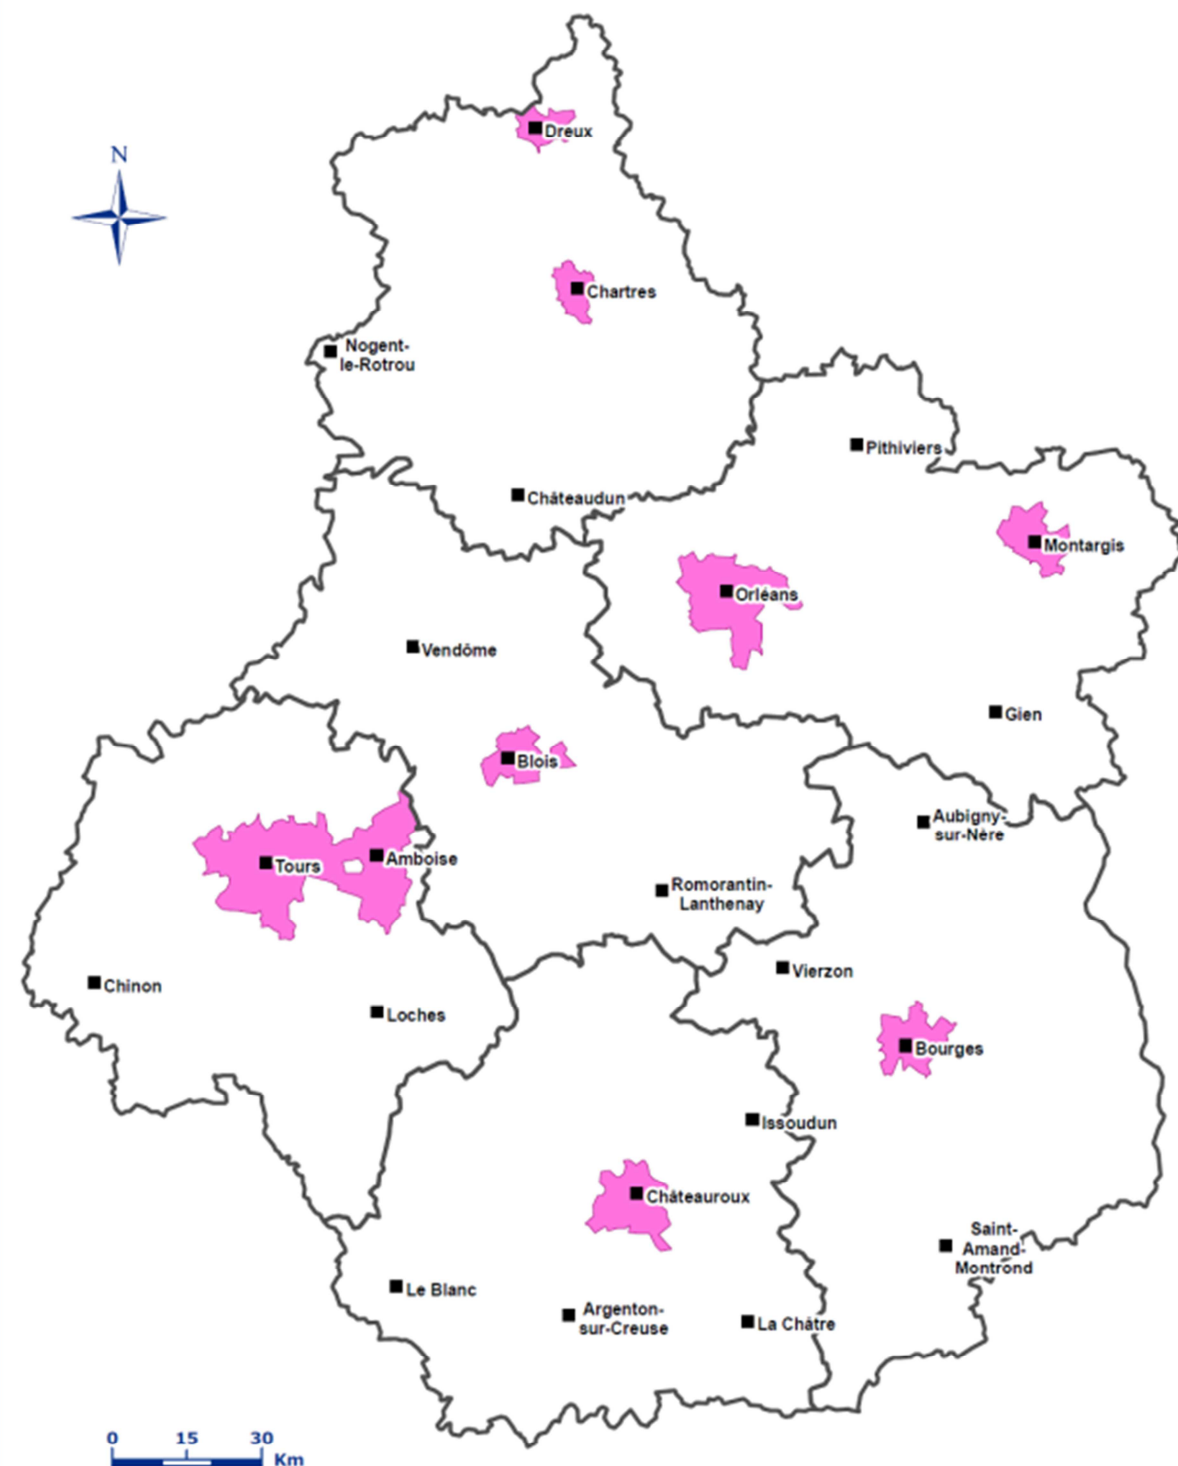 N
Dreux
Chartres
Nogent-
le-Rotrou
Pithiviers
Châteaudun
Montargis
Orléans
Vendôme
Gien
Blois
Aubigny-
sur-Nère
Tours
Amboise
Romorantin-
Lanthenay
Vierzon
Chinon
Loches
Bourges
Issoudun
Châteauroux
Saint-
Amand-
Montrond
Le Blanc
Argenton-
sur-Creuse
La Châtre
0 15 30
Km